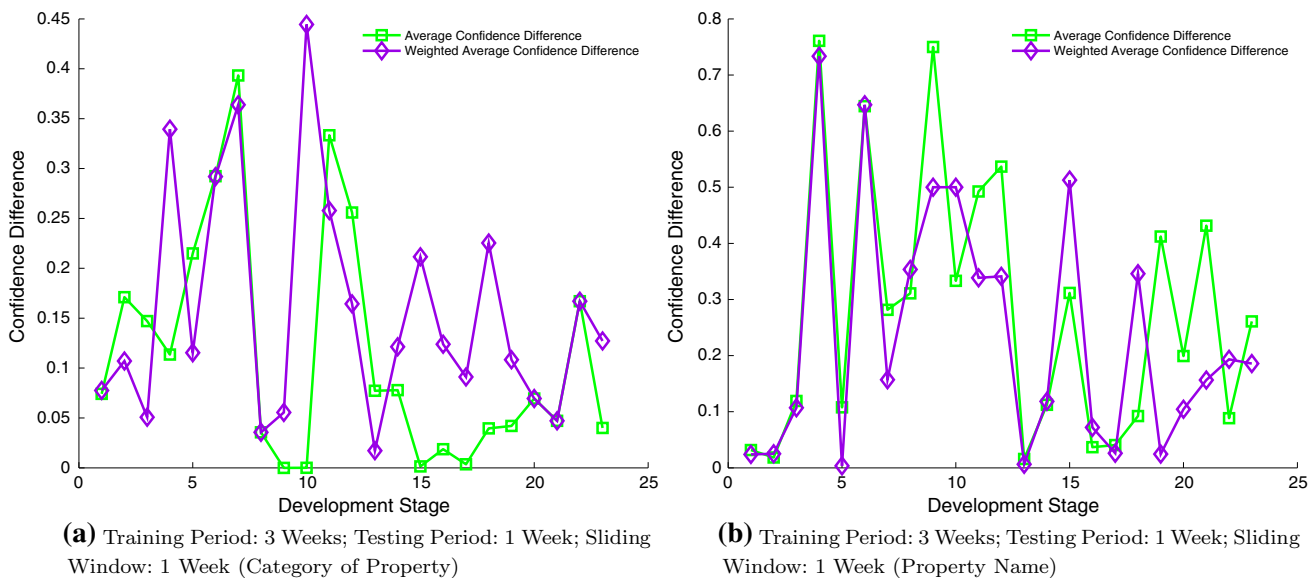 0.45
0.4
0.35
0.3
0.25
0.2
0.15
0.1
0.05
0
Confidence Difference
0 5 10 15 20 25
Development Stage
Average Confidence Difference
Weighted Average Confidence Difference
(a) Training Period: 3 Weeks; Testing Period: 1 Week; Sliding
Window: 1 Week (Category of Property)
0.8
0.7
0.6
0.5
0.4
0.3
0.2
0.1
0
Confidence Difference
0 5 10 15 20 25
Development Stage
Average Confidence Difference
Weighted Average Confidence Difference
(b) Training Period: 3 Weeks; Testing Period: 1 Week; Sliding
Window: 1 Week (Property Name)